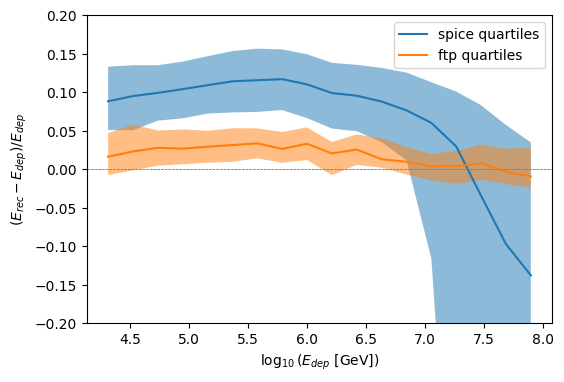 0.20
0.15
0.10
0.05
0.00
−0.05
−0.10
−0.15
−0.20
(E_rec − E_dep)/E_dep
spice quartiles
ftp quartiles
4.5 5.0 5.5 6.0 6.5 7.0 7.5 8.0
log10 (E_dep [GeV])